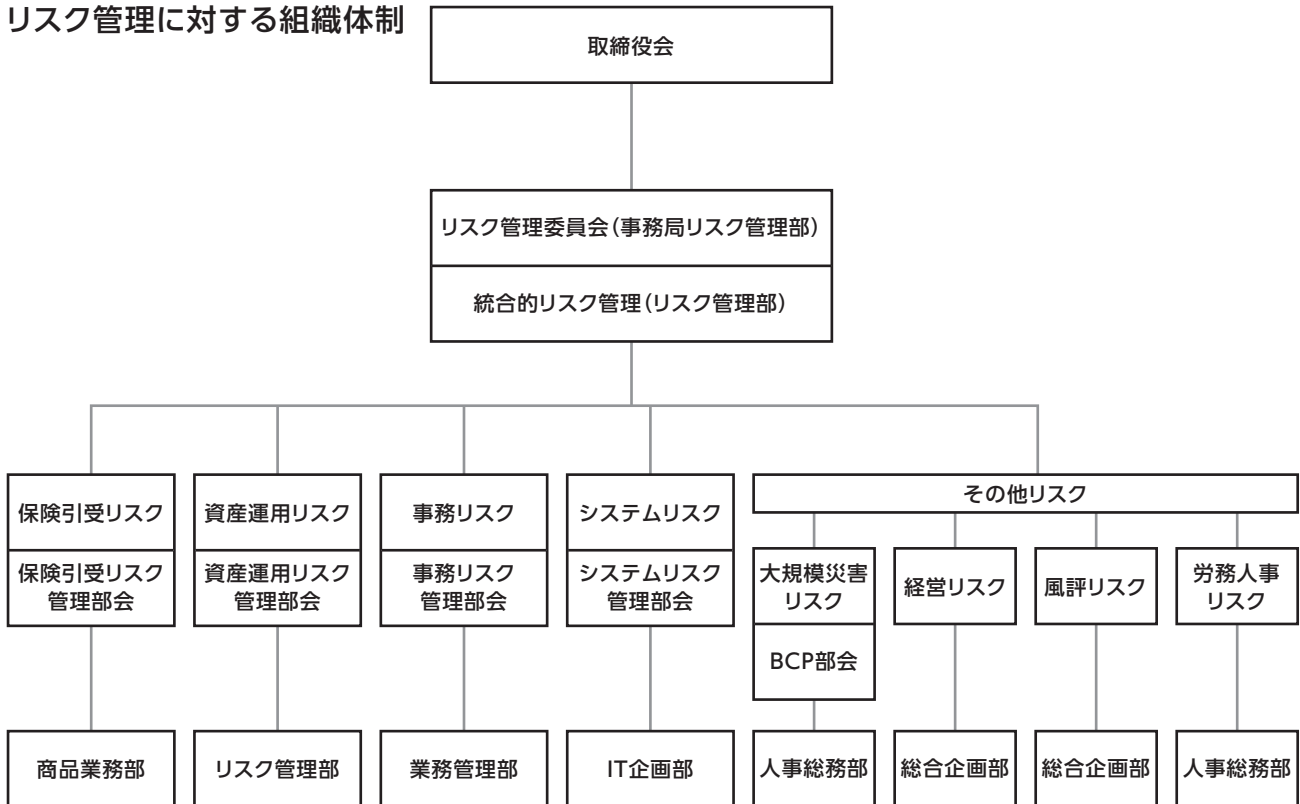 リスク管理に対する組織体制
取締役会
リスク管理委員会（事務局リスク管理部）
統合的リスク管理（リスク管理部）
保険引受リスク
保険引受リスク
管理部会
資産運用リスク
資産運用リスク
管理部会
事務リスク
事務リスク
管理部会
システムリスク
システムリスク
管理部会
その他リスク
大規模災害
リスク
BCP部会
経営リスク
風評リスク
労務人事
リスク
商品業務部
リスク管理部
業務管理部
IT企画部
人事総務部
総合企画部
総合企画部
人事総務部